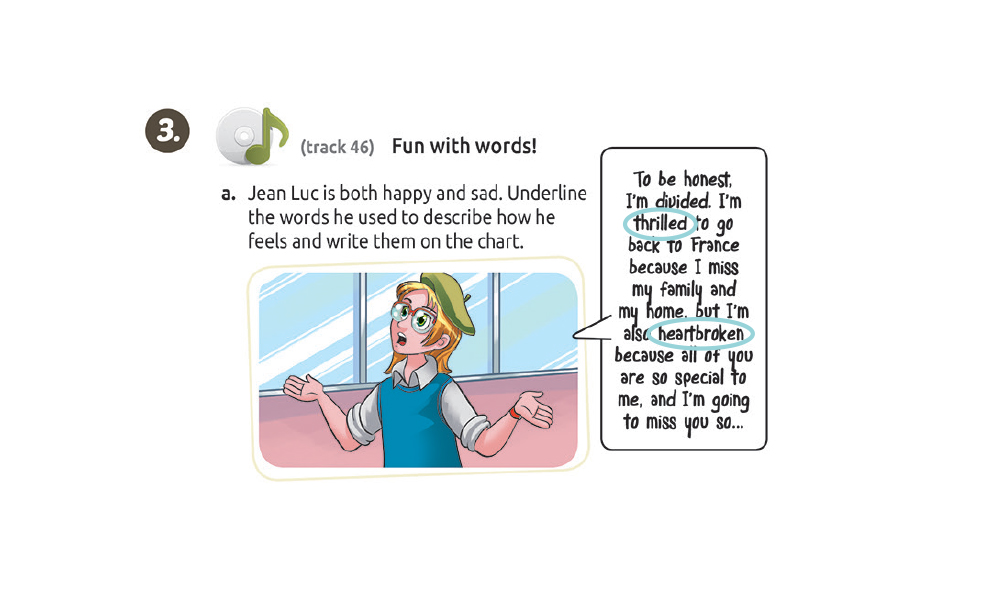 3.
(track 46) Fun with words!
a. Jean Luc is both happy and sad. Underline
the words he used to describe how he
feels and write them on the chart.
To be honest,
I'm divided. I'm
thrilled to go
back to France
because I miss
my family and
my home, but I'm
also heartbroken
because all of you
are so special to
me, and I'm going
to miss you so...